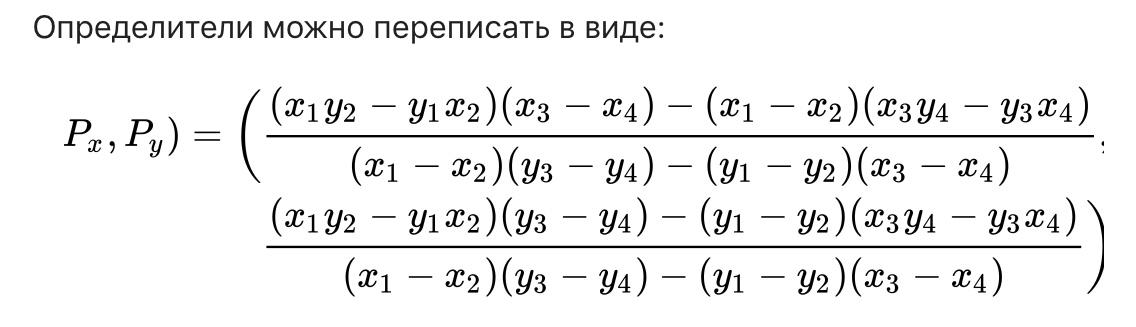 Определители можно переписать в виде:
P_x, P_y) = ( \frac{(x_1y_2 − y_1x_2)(x_3 − x_4) − (x_1 − x_2)(x_3y_4 − y_3x_4)}{(x_1 − x_2)(y_3 − y_4) − (y_1 − y_2)(x_3 − x_4)},
\frac{(x_1y_2 − y_1x_2)(y_3 − y_4) − (y_1 − y_2)(x_3y_4 − y_3x_4)}{(x_1 − x_2)(y_3 − y_4) − (y_1 − y_2)(x_3 − x_4)} )